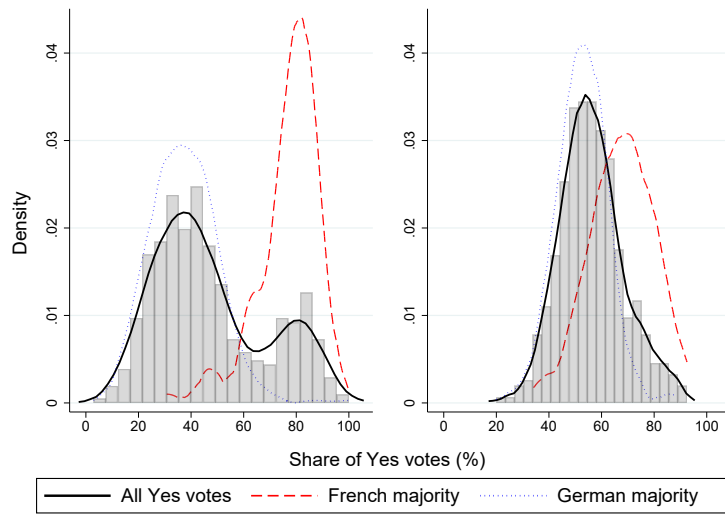 Density
0 .01 .02 .03 .04
0 20 40 60 80 100
0 .01 .02 .03 .04
0 20 40 60 80 100
Share of Yes votes (%)
All Yes votes French majority German majority